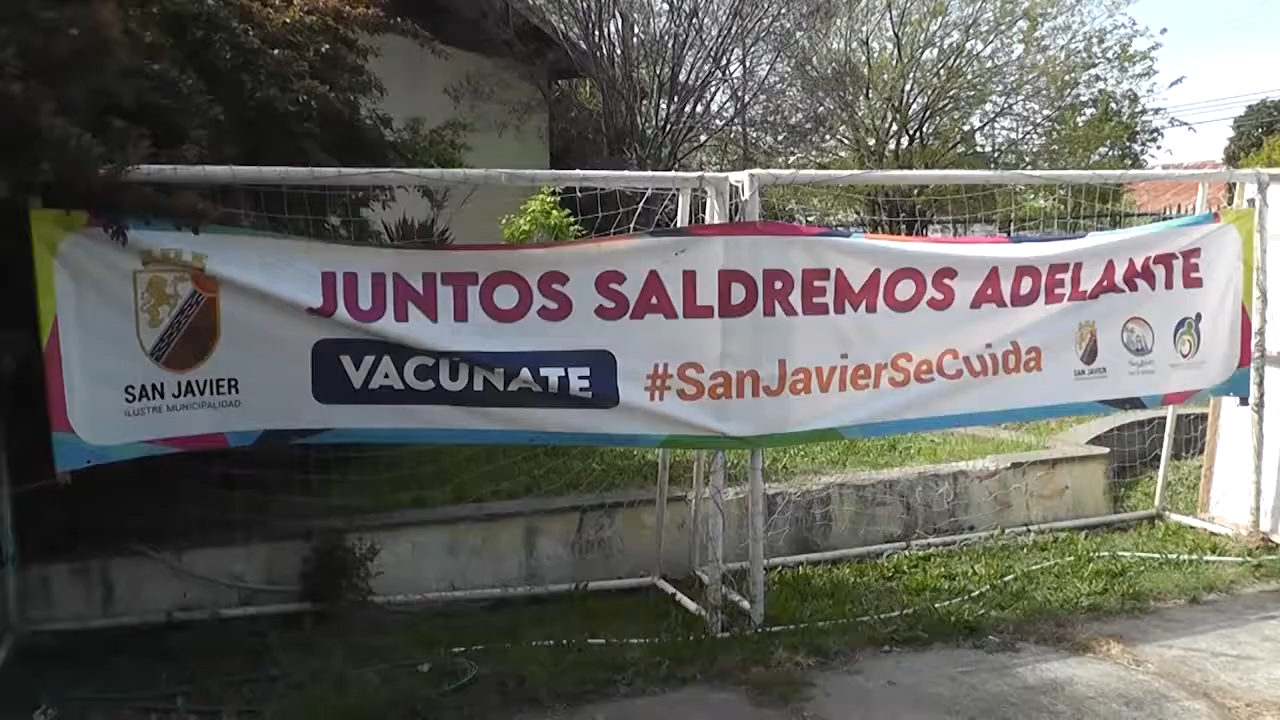 JUNTOS SALDREMOS ADELANTE
VACÚNATE
#SanJavierSeCuida
SAN JAVIER
ILUSTRE MUNICIPALIDAD
SAN JAVIER